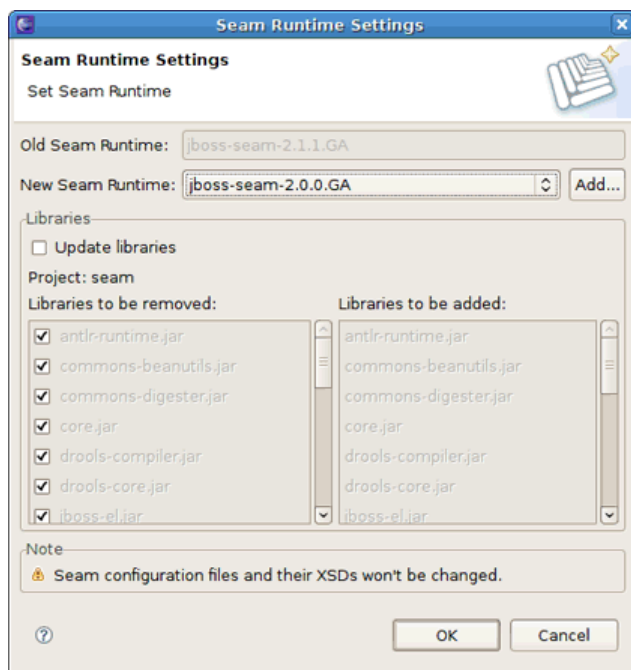 Seam Runtime Settings
Seam Runtime Settings
Set Seam Runtime
Old Seam Runtime: jboss-seam-2.1.1.GA
New Seam Runtime: jboss-seam-2.0.0.GA Add...
Libraries
Update libraries
Project: seam
Libraries to be removed: Libraries to be added:
antlr-runtime.jar antlr-runtime.jar
commons-beanutils.jar commons-beanutils.jar
commons-digester.jar commons-digester.jar
core.jar core.jar
drools-compiler.jar drools-compiler.jar
drools-core.jar drools-core.jar
jboss-el.jar jboss-el.jar
Note
Seam configuration files and their XSDs won't be changed.
OK Cancel